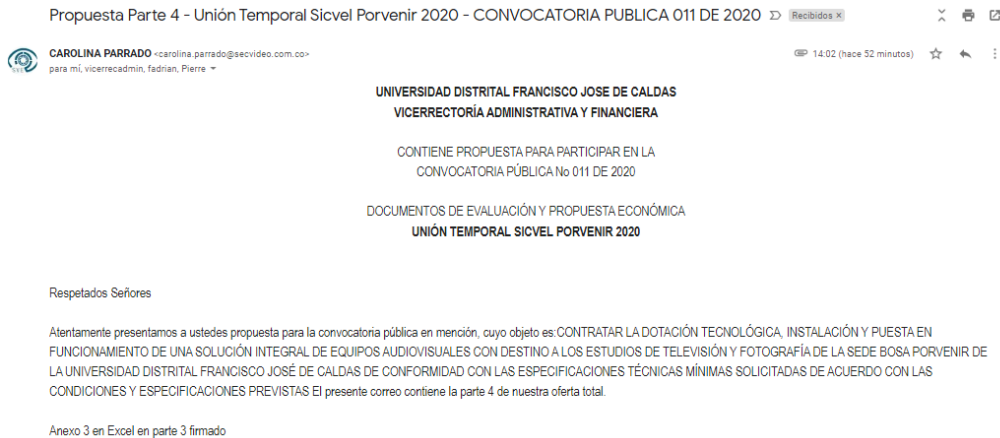 Propuesta Parte 4 - Unión Temporal Sicvel Porvenir 2020 - CONVOCATORIA PUBLICA 011 DE 2020 Recibidos x
CAROLINA PARRADO <carolina.parrado@secvideo.com.co>
14:02 (hace 52 minutos)
para mí, vicerrecadmin, fadrian, Pierre
UNIVERSIDAD DISTRITAL FRANCISCO JOSE DE CALDAS
VICERRECTORÍA ADMINISTRATIVA Y FINANCIERA
CONTIENE PROPUESTA PARA PARTICIPAR EN LA
CONVOCATORIA PÚBLICA No 011 DE 2020
DOCUMENTOS DE EVALUACIÓN Y PROPUESTA ECONÓMICA
UNIÓN TEMPORAL SICVEL PORVENIR 2020
Respetados Señores
Atentamente presentamos a ustedes propuesta para la convocatoria pública en mención, cuyo objeto es:CONTRATAR LA DOTACIÓN TECNOLÓGICA, INSTALACIÓN Y PUESTA EN
FUNCIONAMIENTO DE UNA SOLUCIÓN INTEGRAL DE EQUIPOS AUDIOVISUALES CON DESTINO A LOS ESTUDIOS DE TELEVISIÓN Y FOTOGRAFÍA DE LA SEDE BOSA PORVENIR DE
LA UNIVERSIDAD DISTRITAL FRANCISCO JOSÉ DE CALDAS DE CONFORMIDAD CON LAS ESPECIFICACIONES TÉCNICAS MÍNIMAS SOLICITADAS DE ACUERDO CON LAS
CONDICIONES Y ESPECIFICACIONES PREVISTAS El presente correo contiene la parte 4 de nuestra oferta total.
Anexo 3 en Excel en parte 3 firmado